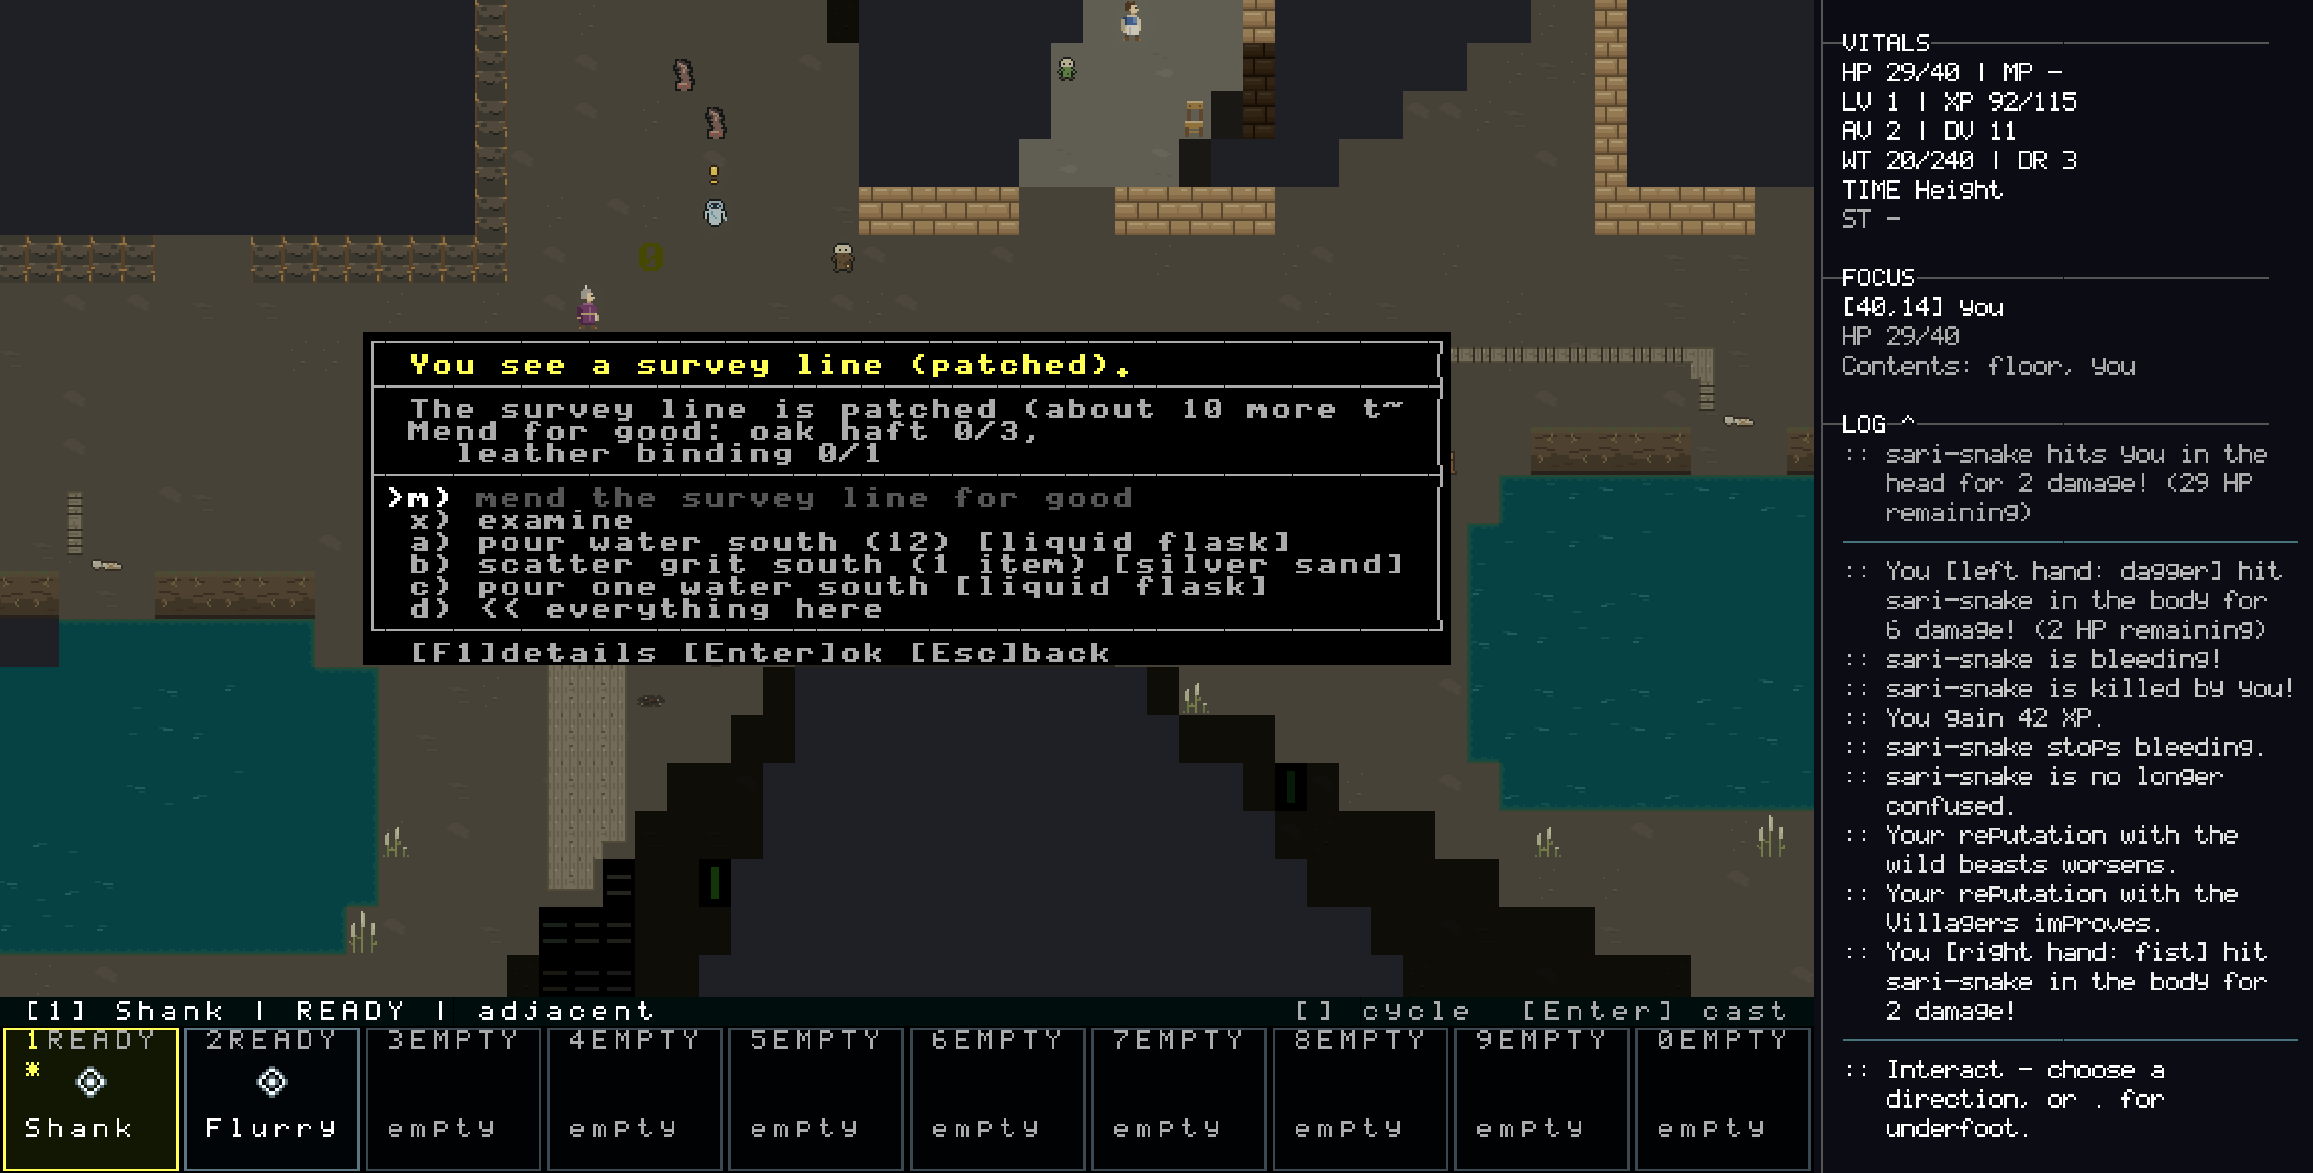 VITALS
HP 29/40 | MP -
LV 1 | XP 92/115
AV 2 | DV 11
WT 20/240 | DR 3
TIME Height
ST -
FOCUS
[40,14] You
HP 29/40
Contents: floor, You
LOG ^
:: sari-snake hits you in the
head for 2 damage! (29 HP
remaining)
:: You [left hand: dagger] hit
sari-snake in the body for
6 damage! (2 HP remaining)
:: sari-snake is bleeding!
:: sari-snake is killed by you!
:: You gain 42 XP.
:: sari-snake stops bleeding.
:: sari-snake is no longer
confused.
:: Your reputation with the
wild beasts worsens.
:: Your reputation with the
Villagers improves.
:: You [right hand: fist] hit
sari-snake in the body for
2 damage!
:: Interact - choose a
direction, or . for
underfoot.
0
You see a survey line (patched).
The survey line is patched (about 10 more t~
Mend for good: oak haft 0/3,
leather binding 0/1
>m) mend the survey line for good
x) examine
a) pour water south (12) [liquid flask]
b) scatter grit south (1 item) [silver sand]
c) pour one water south [liquid flask]
d) << everything here
[F1]details [Enter]ok [Esc]back
[1] Shank | READY | adjacent
[] cycle [Enter] cast
1READY 2READY 3EMPTY 4EMPTY 5EMPTY 6EMPTY 7EMPTY 8EMPTY 9EMPTY 0EMPTY
*
Shank Flurry empty empty empty empty empty empty empty empty